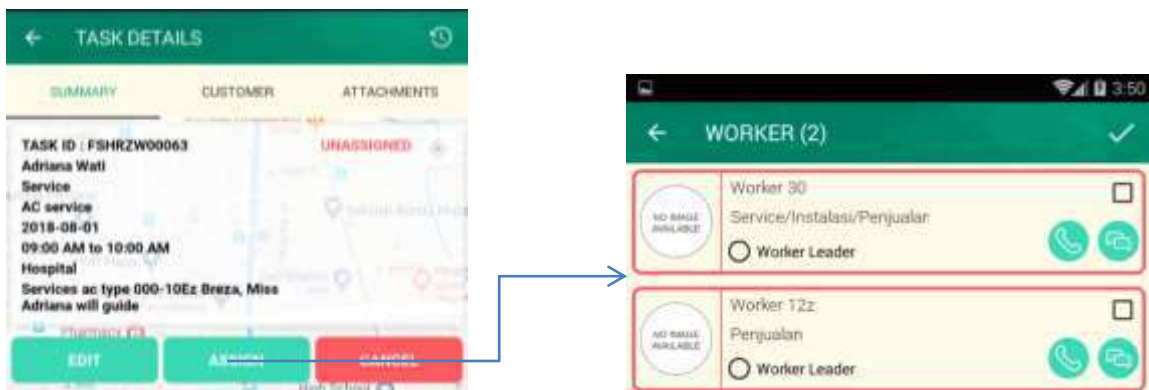 TASK DETAILS
SUMMARY CUSTOMER ATTACHMENTS
TASK ID : FSHRZW00063 UNASSIGNED
Adriana Wati
Service
AC service
2018-08-01
09:00 AM to 10:00 AM
Hospital
Services ac type 000-10Ez Breza, Miss
Adriana will guide
Pharmacy
EDIT ASSIGN CANCEL
High School
3:50
WORKER (2)
Worker 30
NO IMAGE
AVAILABLE
Service/Instalasi/Penjualan
Worker Leader
Worker 12z
NO IMAGE
AVAILABLE
Penjualan
Worker Leader